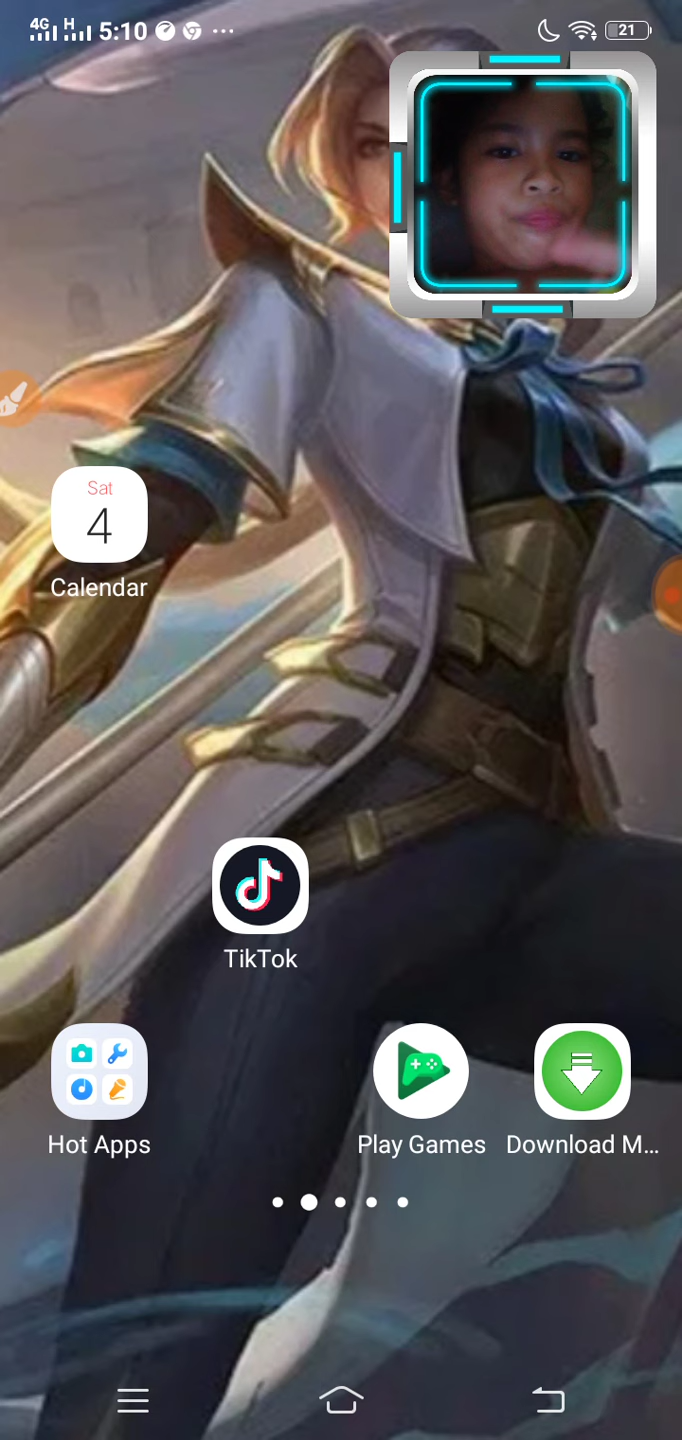 4G H 5:10 ... 21
Sat
4
Calendar
TikTok
Hot Apps
Play Games
Download M...